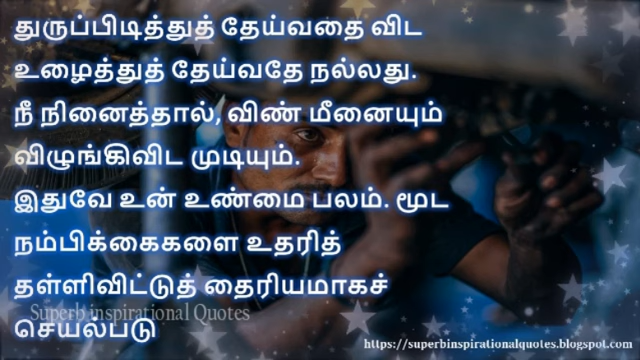 துருப்பிடித்துத் தேய்வதை விட
உழைத்துத் தேய்வதே நல்லது.
நீ நினைத்தால், விண் மீனையும்
விழுங்கிவிட முடியும்.
இதுவே உன் உண்மை பலம். மூட
நம்பிக்கைகளை உதரித்
தள்ளிவிட்டுத் தைரியமாகச்
செயல்படு
Superb inspirational Quotes
https://superbinspirationalquotes.blogspot.com